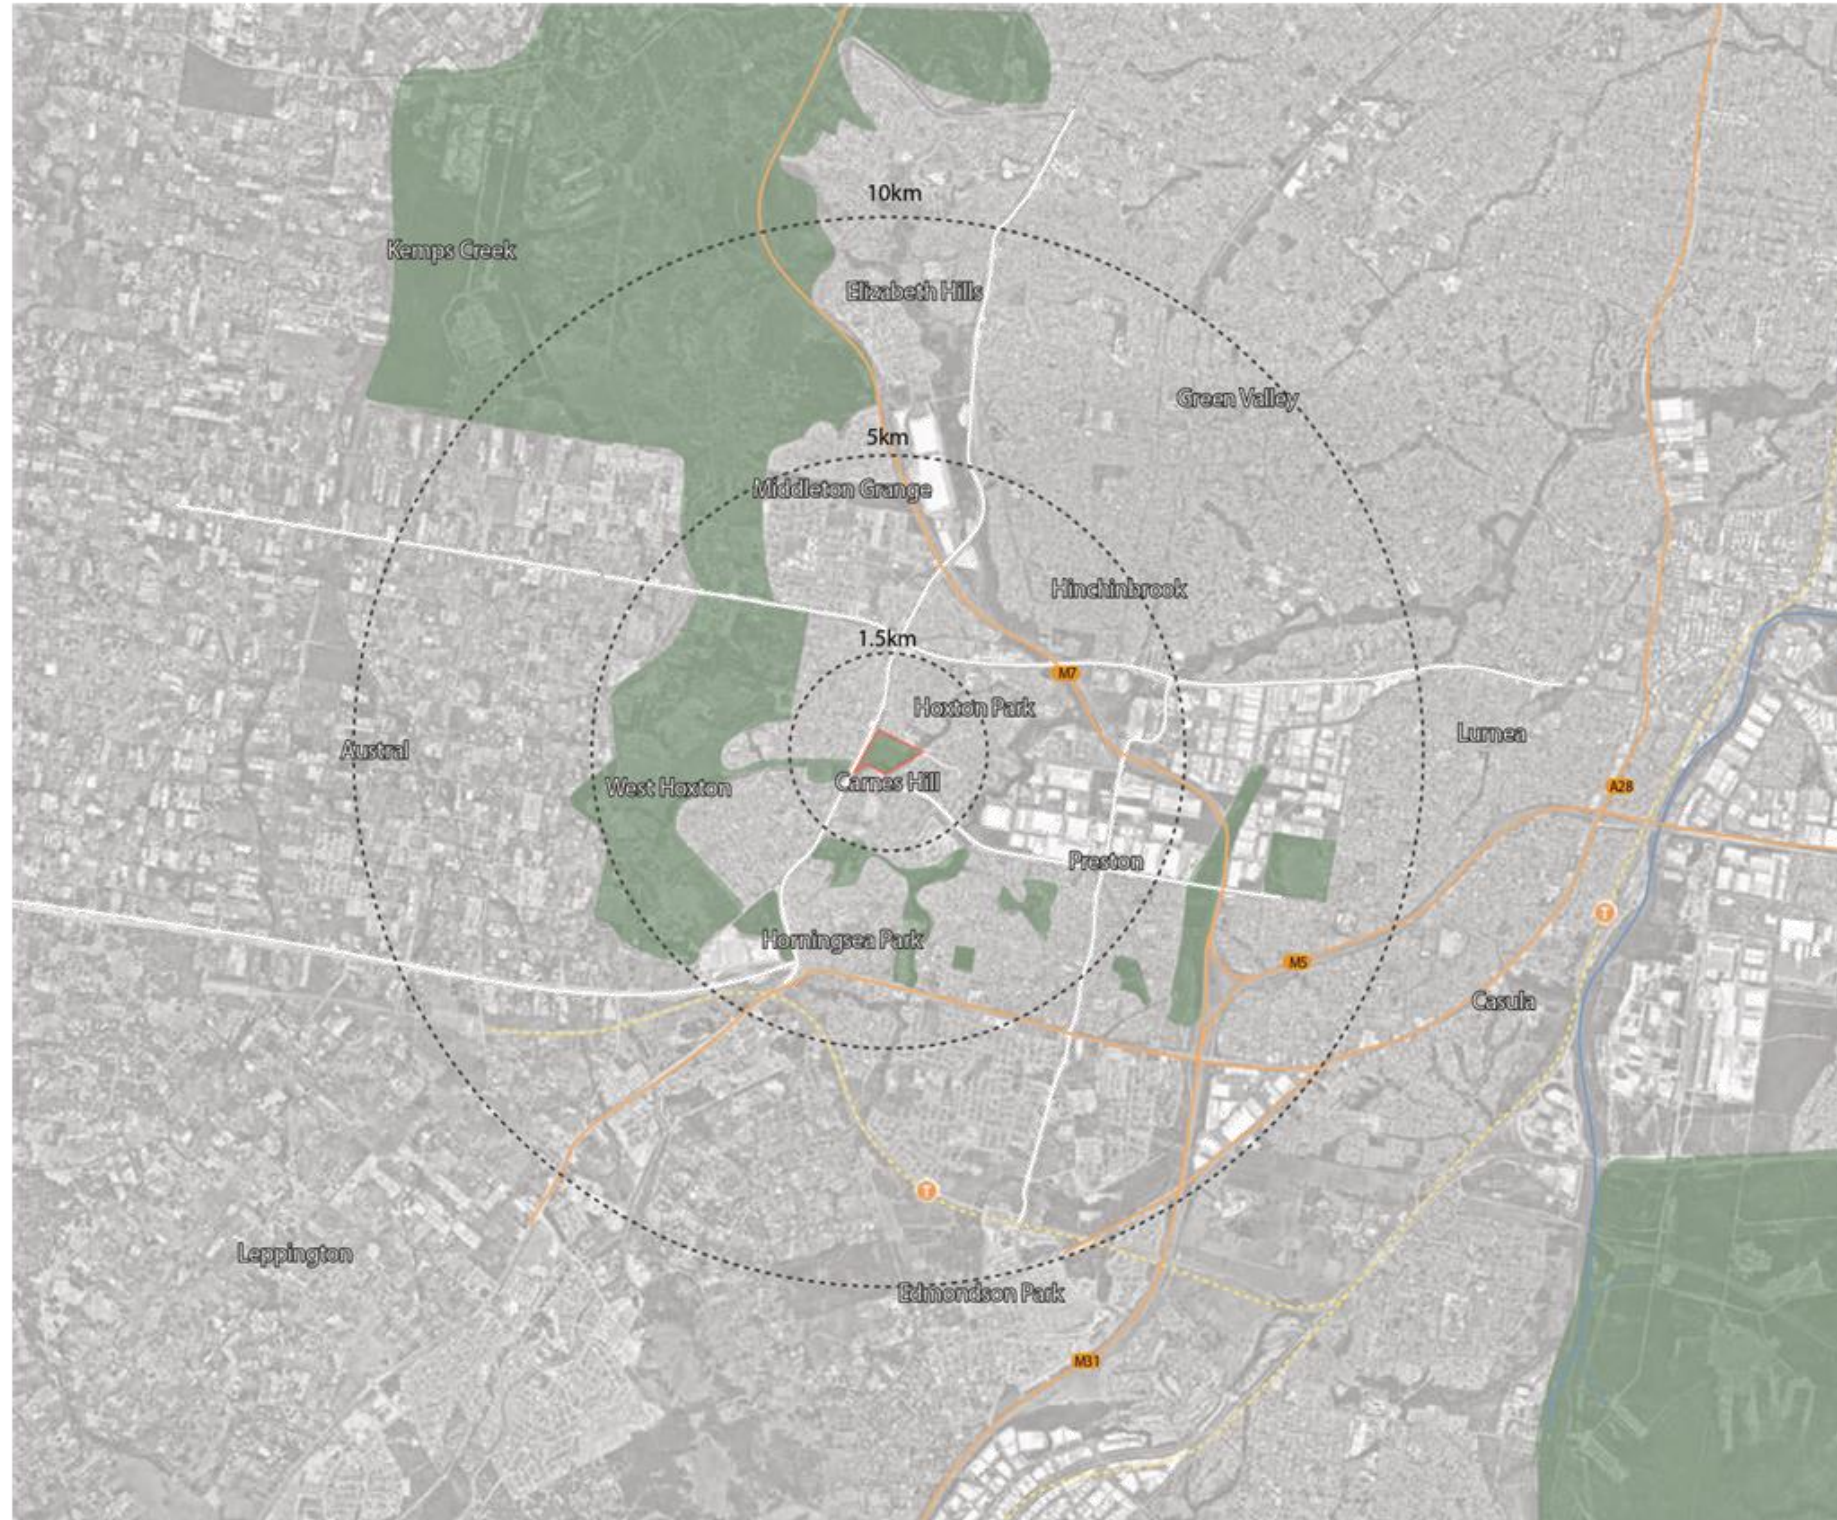 10km
Kemps Creek
Elizabeth Hills
Green Valley
5km
Middleton Grange
Hinchinbrook
1.5km
M7
Hoxton Park
Lurnea
Austral
Carnes Hill
West Hoxton
A28
Preston
T
Horningsea Park
M5
Casula
T
Leppington
Edmondson Park
M31